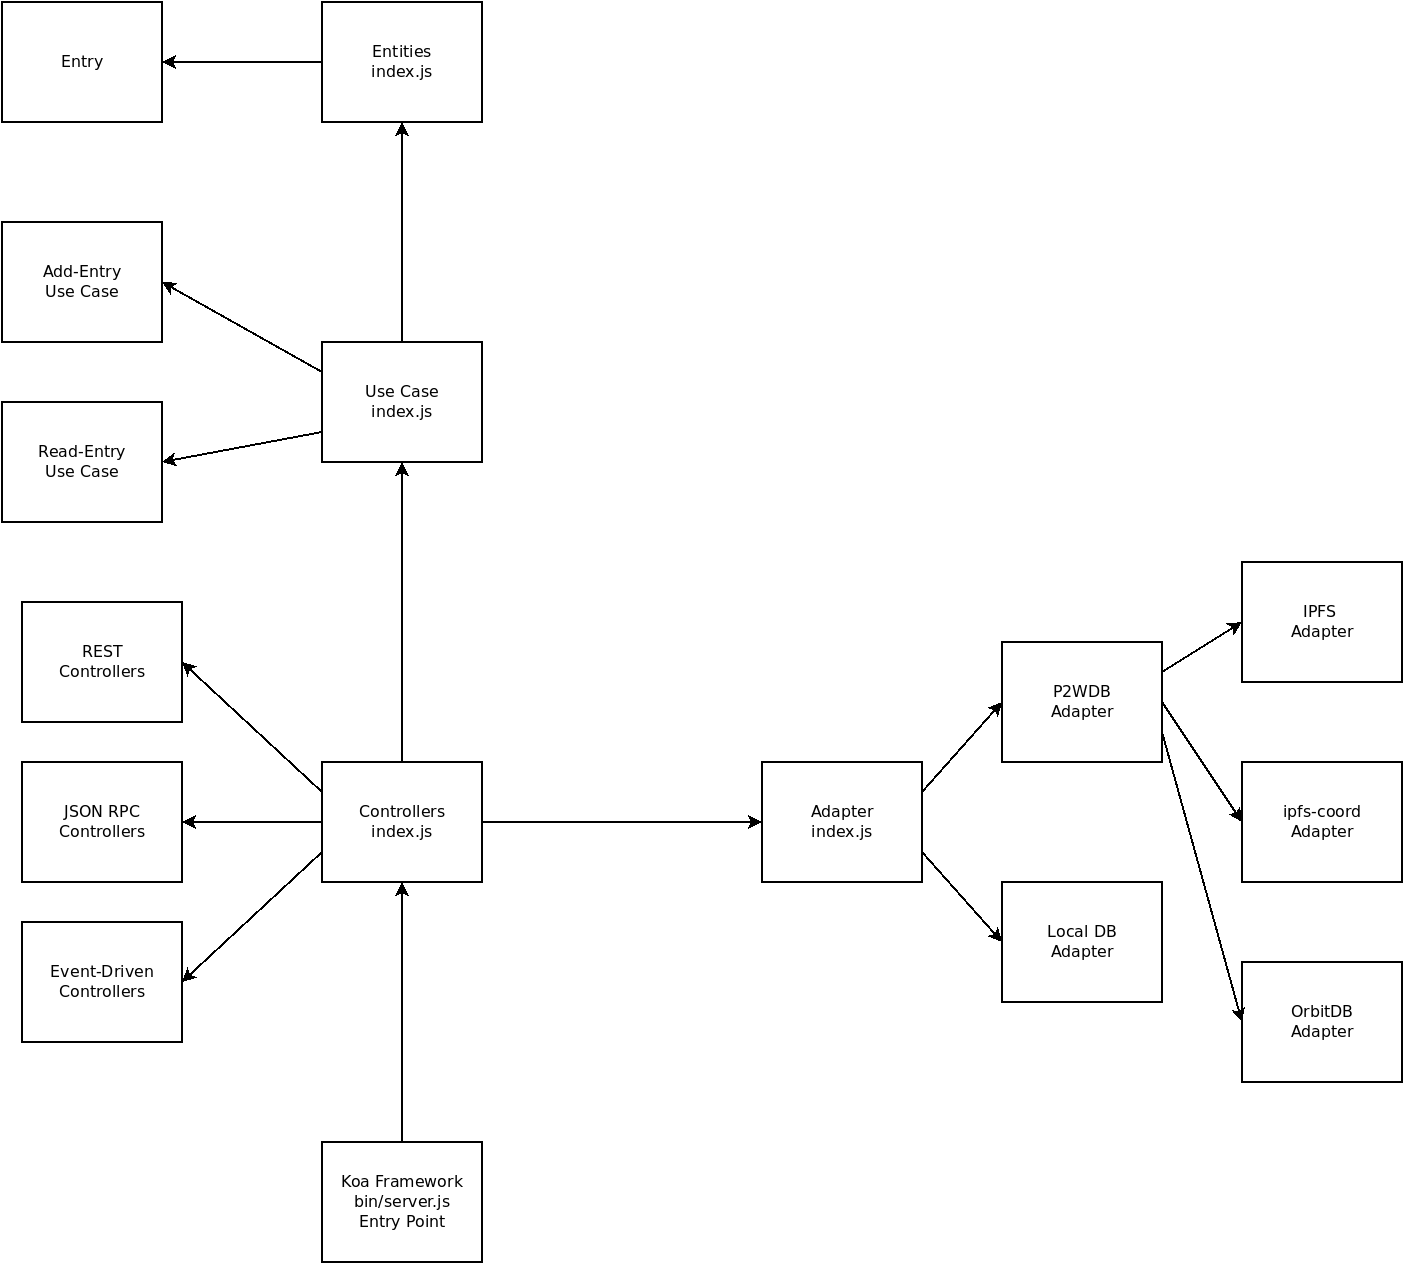 Entry
Entities
index.js
Add-Entry
Use Case
Use Case
index.js
Read-Entry
Use Case
REST
Controllers
JSON RPC
Controllers
Event-Driven
Controllers
Controllers
index.js
Adapter
index.js
P2WDB
Adapter
Local DB
Adapter
IPFS
Adapter
ipfs-coord
Adapter
OrbitDB
Adapter
Koa Framework
bin/server.js
Entry Point